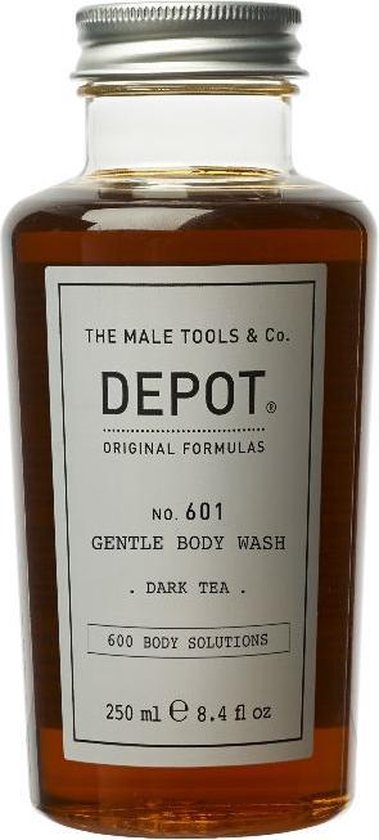 THE MALE TOOLS & Co.
DEPOT®
ORIGINAL FORMULAS
NO. 601
GENTLE BODY WASH
. DARK TEA .
600 BODY SOLUTIONS
250 ml ℮ 8.4 fl oz